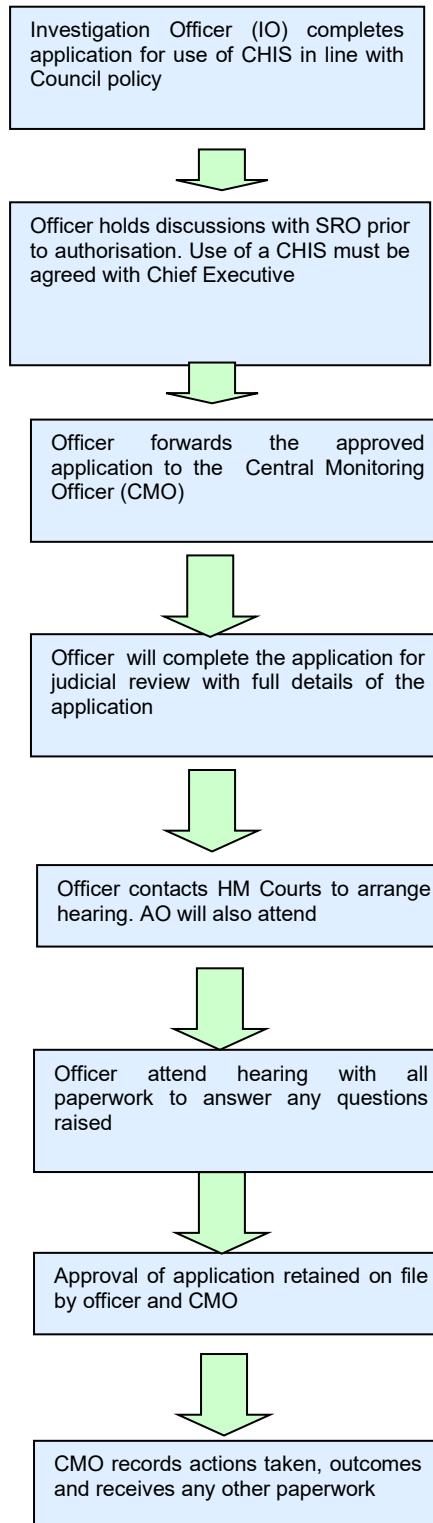 Investigation Officer (IO) completes
application for use of CHIS in line with
Council policy
Officer holds discussions with SRO prior
to authorisation. Use of a CHIS must be
agreed with Chief Executive
Officer forwards the approved
application to the Central Monitoring
Officer (CMO)
Officer will complete the application for
judicial review with full details of the
application
Officer contacts HM Courts to arrange
hearing. AO will also attend
Officer attend hearing with all
paperwork to answer any questions
raised
Approval of application retained on file
by officer and CMO
CMO records actions taken, outcomes
and receives any other paperwork